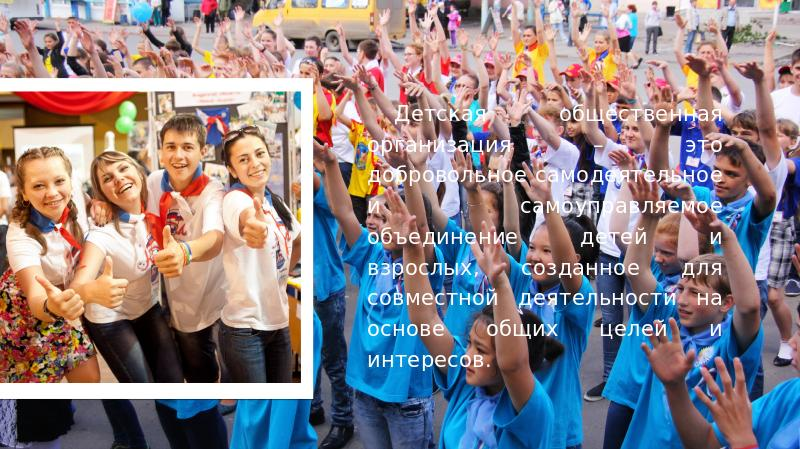 Детская общественная
организация – это
добровольное самодеятельное
и самоуправляемое
объединение детей и
взрослых, созданное для
совместной деятельности на
основе общих целей и
интересов.